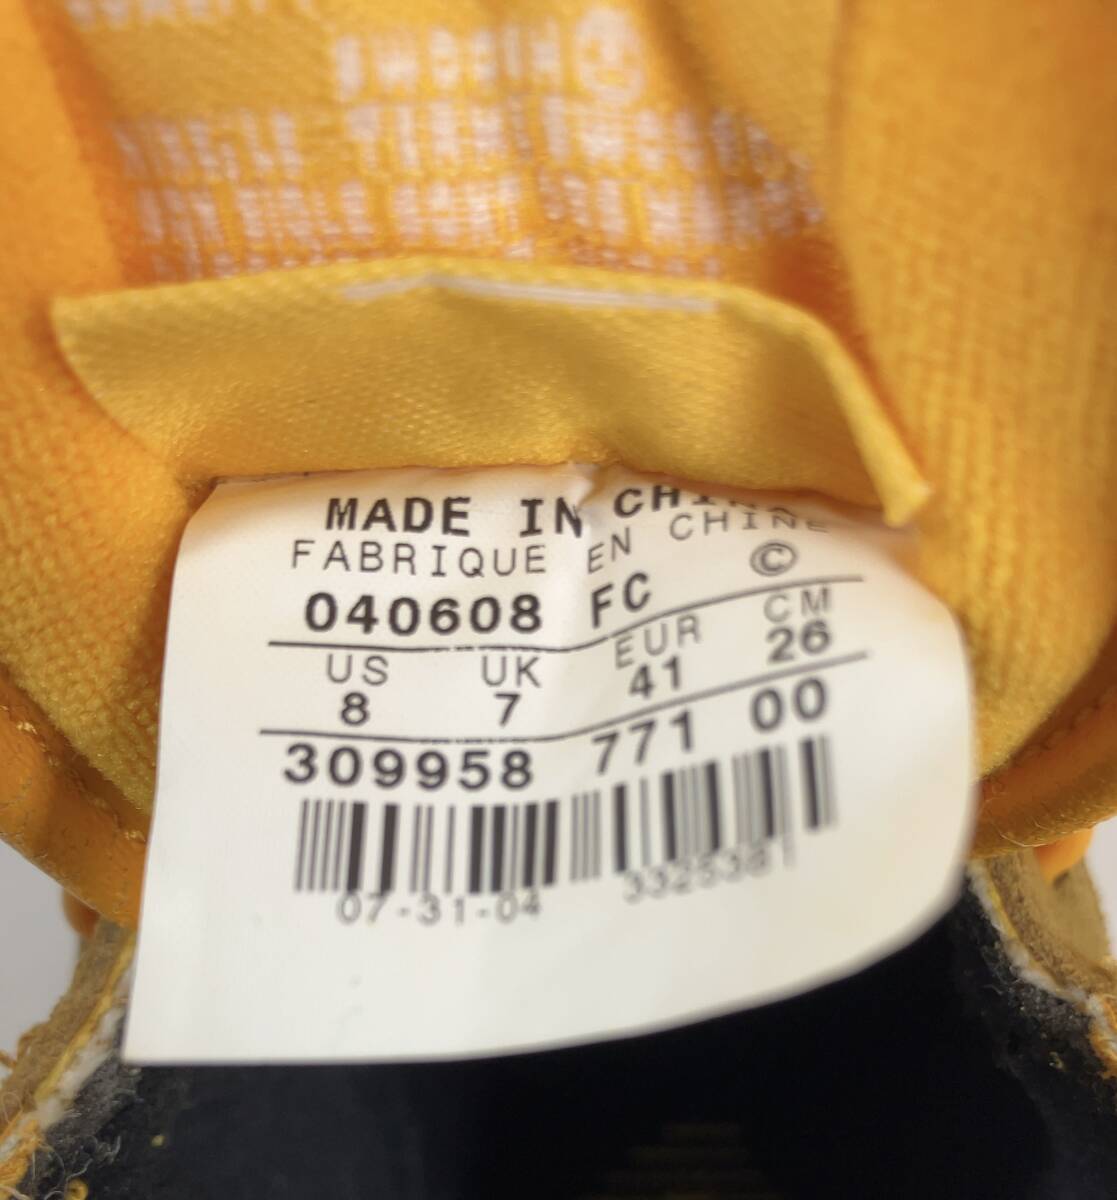 MADE IN CHINA
FABRIQUE EN CHINE
©
040608 FC
US UK EUR CM
8 7 41 26
309958 771 00
07-31-04 3325381